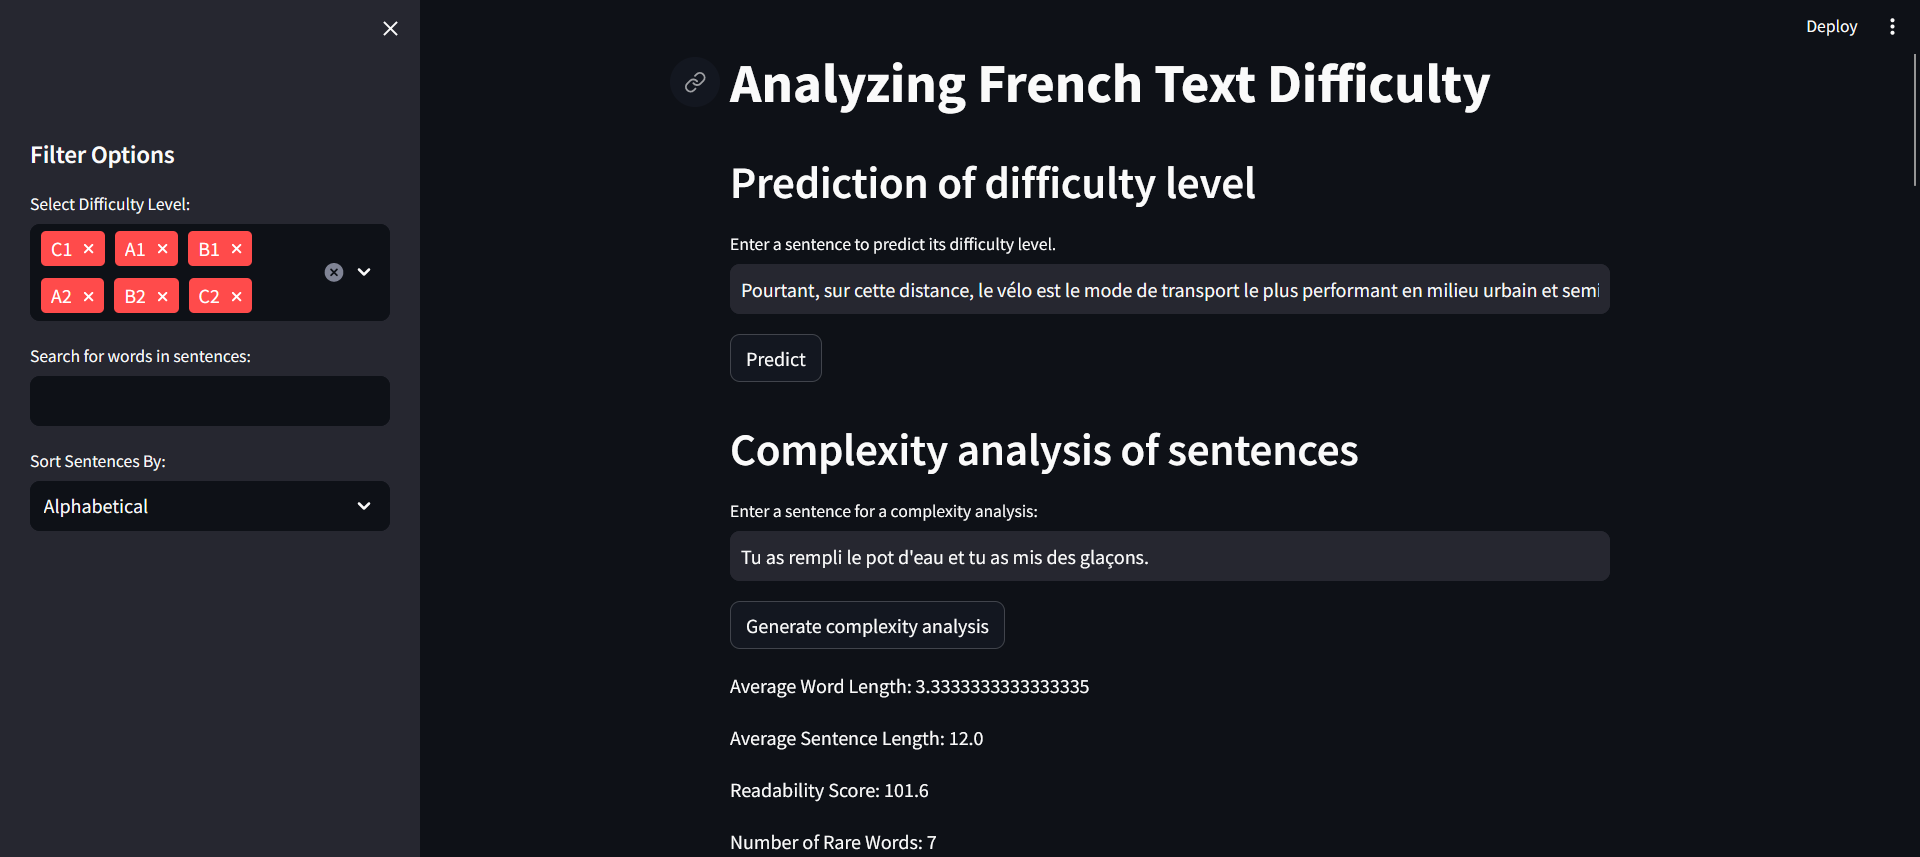 Deploy
Filter Options
Select Difficulty Level:
C1 A1 B1
A2 B2 C2
Search for words in sentences:
Sort Sentences By:
Alphabetical
Analyzing French Text Difficulty
Prediction of difficulty level
Enter a sentence to predict its difficulty level.
Pourtant, sur cette distance, le vélo est le mode de transport le plus performant en milieu urbain et semi
Predict
Complexity analysis of sentences
Enter a sentence for a complexity analysis:
Tu as rempli le pot d'eau et tu as mis des glaçons.
Generate complexity analysis
Average Word Length: 3.3333333333333335
Average Sentence Length: 12.0
Readability Score: 101.6
Number of Rare Words: 7